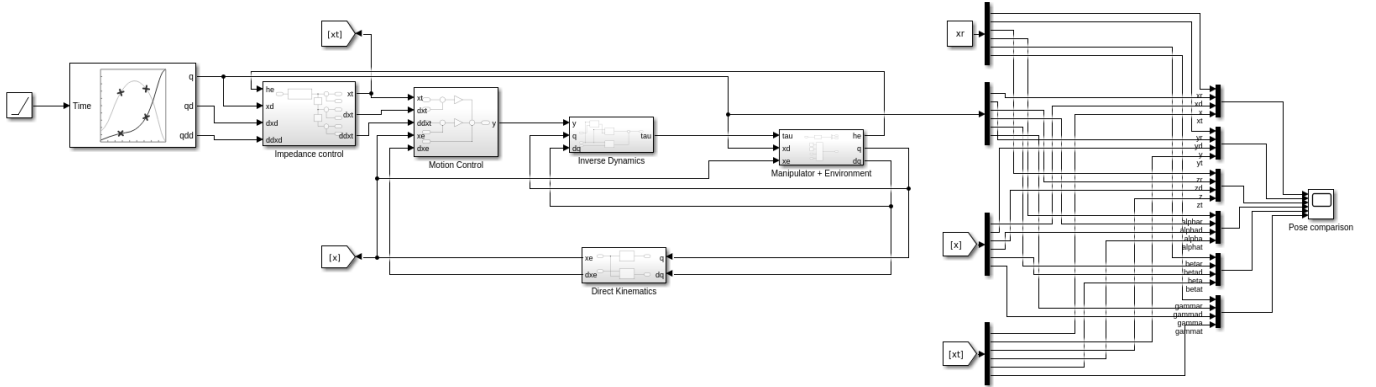 [xt]
Time
q
qd
qdd
he
xd
dxd
ddxd
xt
dxt
ddxt
Impedance control
xt
dxt
ddxt
xe
dxe
y
Motion Control
y
q
dq
tau
Inverse Dynamics
tau
xd
xe
he
q
dq
Manipulator + Environment
[x]
xe
dxe
q
dq
Direct Kinematics
xr
[x]
[xt]
xr
xd
x
xt
yr
yd
y
yt
zr
zd
z
zt
alphar
alphad
alpha
alphat
betar
betad
beta
betat
gammar
gammad
gamma
gammat
Pose comparison